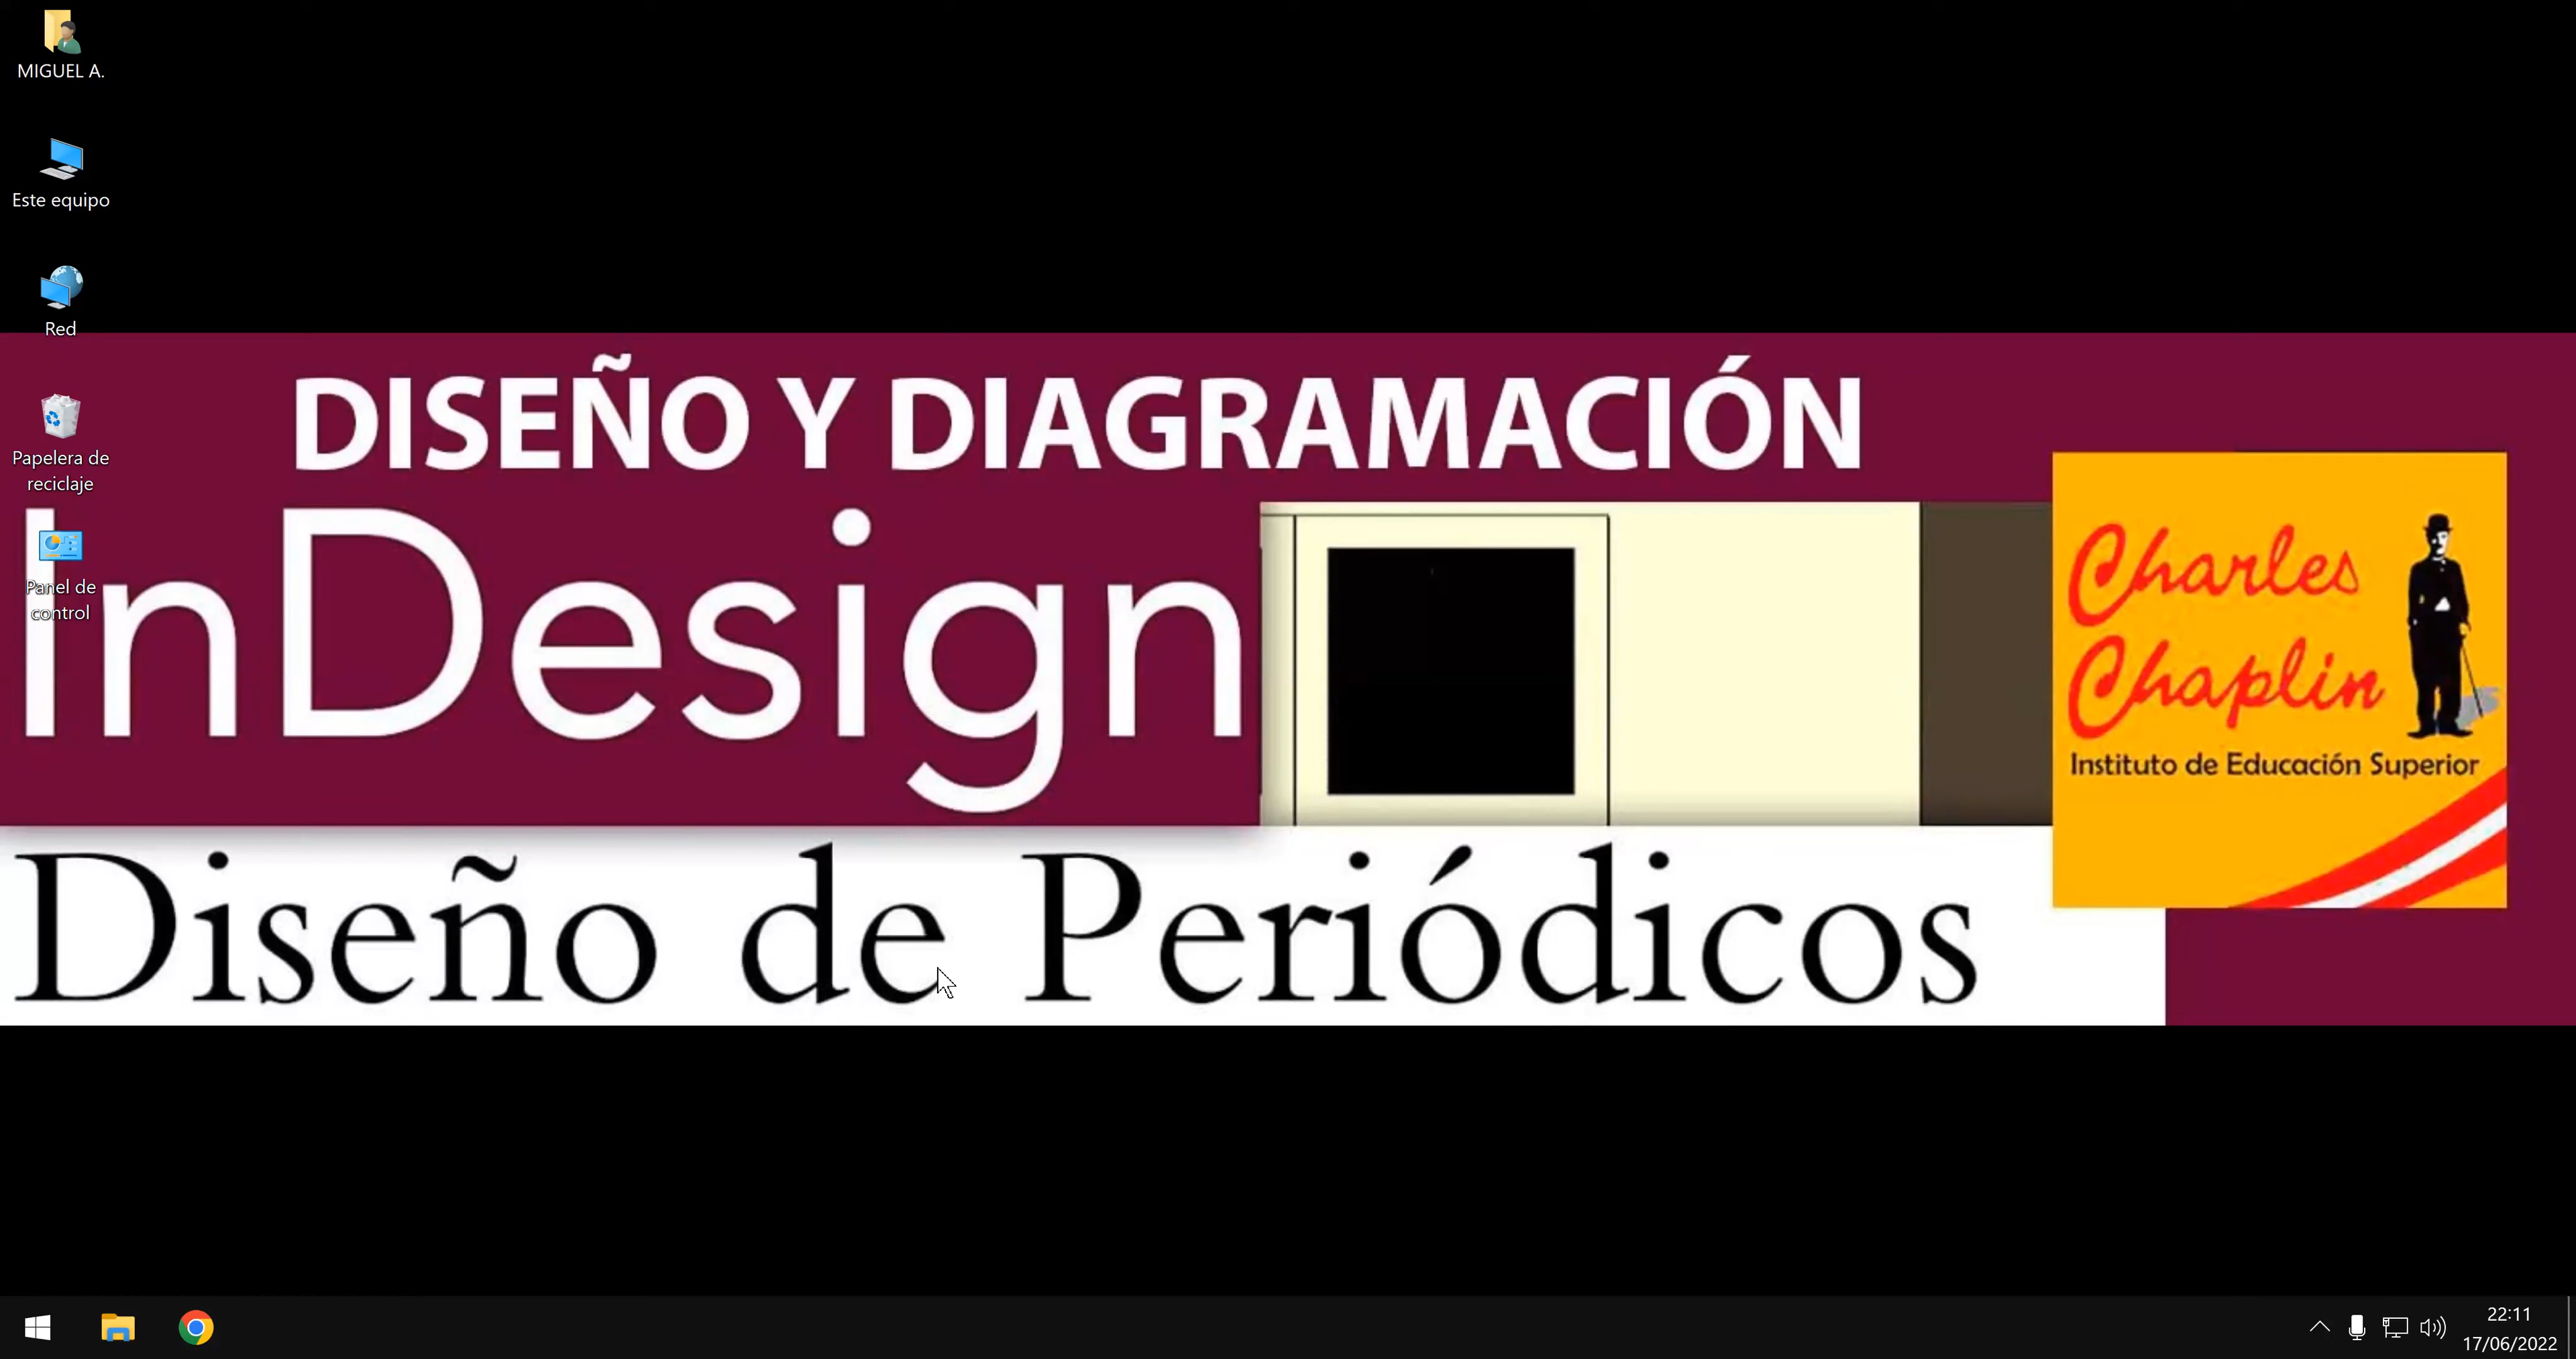 MIGUEL A.
Este equipo
Red
Papelera de
reciclaje
Panel de
control
DISEÑO Y DIAGRAMACIÓN
InDesign
Diseño de Periódicos
Charles
Chaplin
Instituto de Educación Superior
22:11
17/06/2022